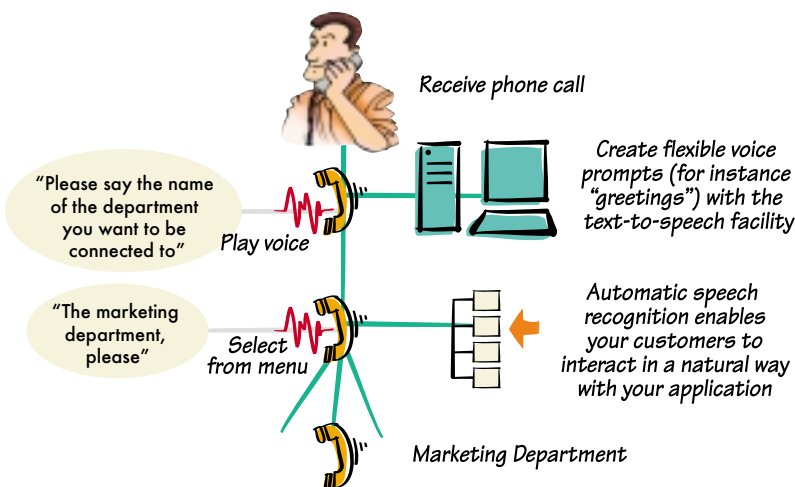 Receive phone call
“Please say the name
of the department
you want to be
connected to”
Play voice
Create flexible voice
prompts (for instance
“greetings”) with the
text-to-speech facility
“The marketing
department,
please”
Select
from menu
Automatic speech
recognition enables
your customers to
interact in a natural way
with your application
Marketing Department